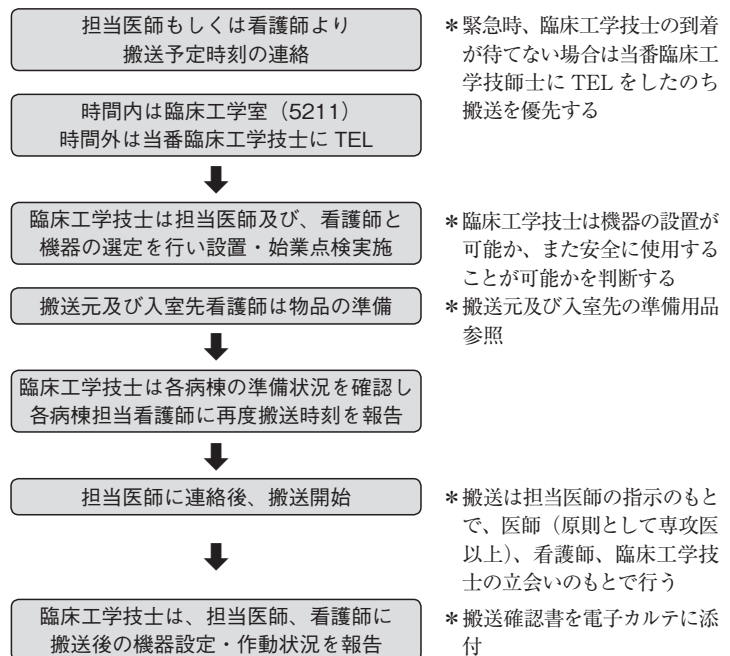 担当医師もしくは看護師より
搬送予定時刻の連絡
＊緊急時、臨床工学技士の到着
が待てない場合は当番臨床工
学技師士に TEL をしたのち
搬送を優先する
時間内は臨床工学室（5211）
時間外は当番臨床工学技士に TEL
臨床工学技士は担当医師及び、看護師と
機器の選定を行い設置・始業点検実施
＊臨床工学技士は機器の設置が
可能か、また安全に使用する
ことが可能かを判断する
搬送元及び入室先看護師は物品の準備
＊搬送元及び入室先の準備用品
参照
臨床工学技士は各病棟の準備状況を確認し
各病棟担当看護師に再度搬送時刻を報告
担当医師に連絡後、搬送開始
＊搬送は担当医師の指示のもと
で、医師（原則として専攻医
以上）、看護師、臨床工学技
士の立会いのもとで行う
臨床工学技士は、担当医師、看護師に
搬送後の機器設定・作動状況を報告
＊搬送確認書を電子カルテに添
付